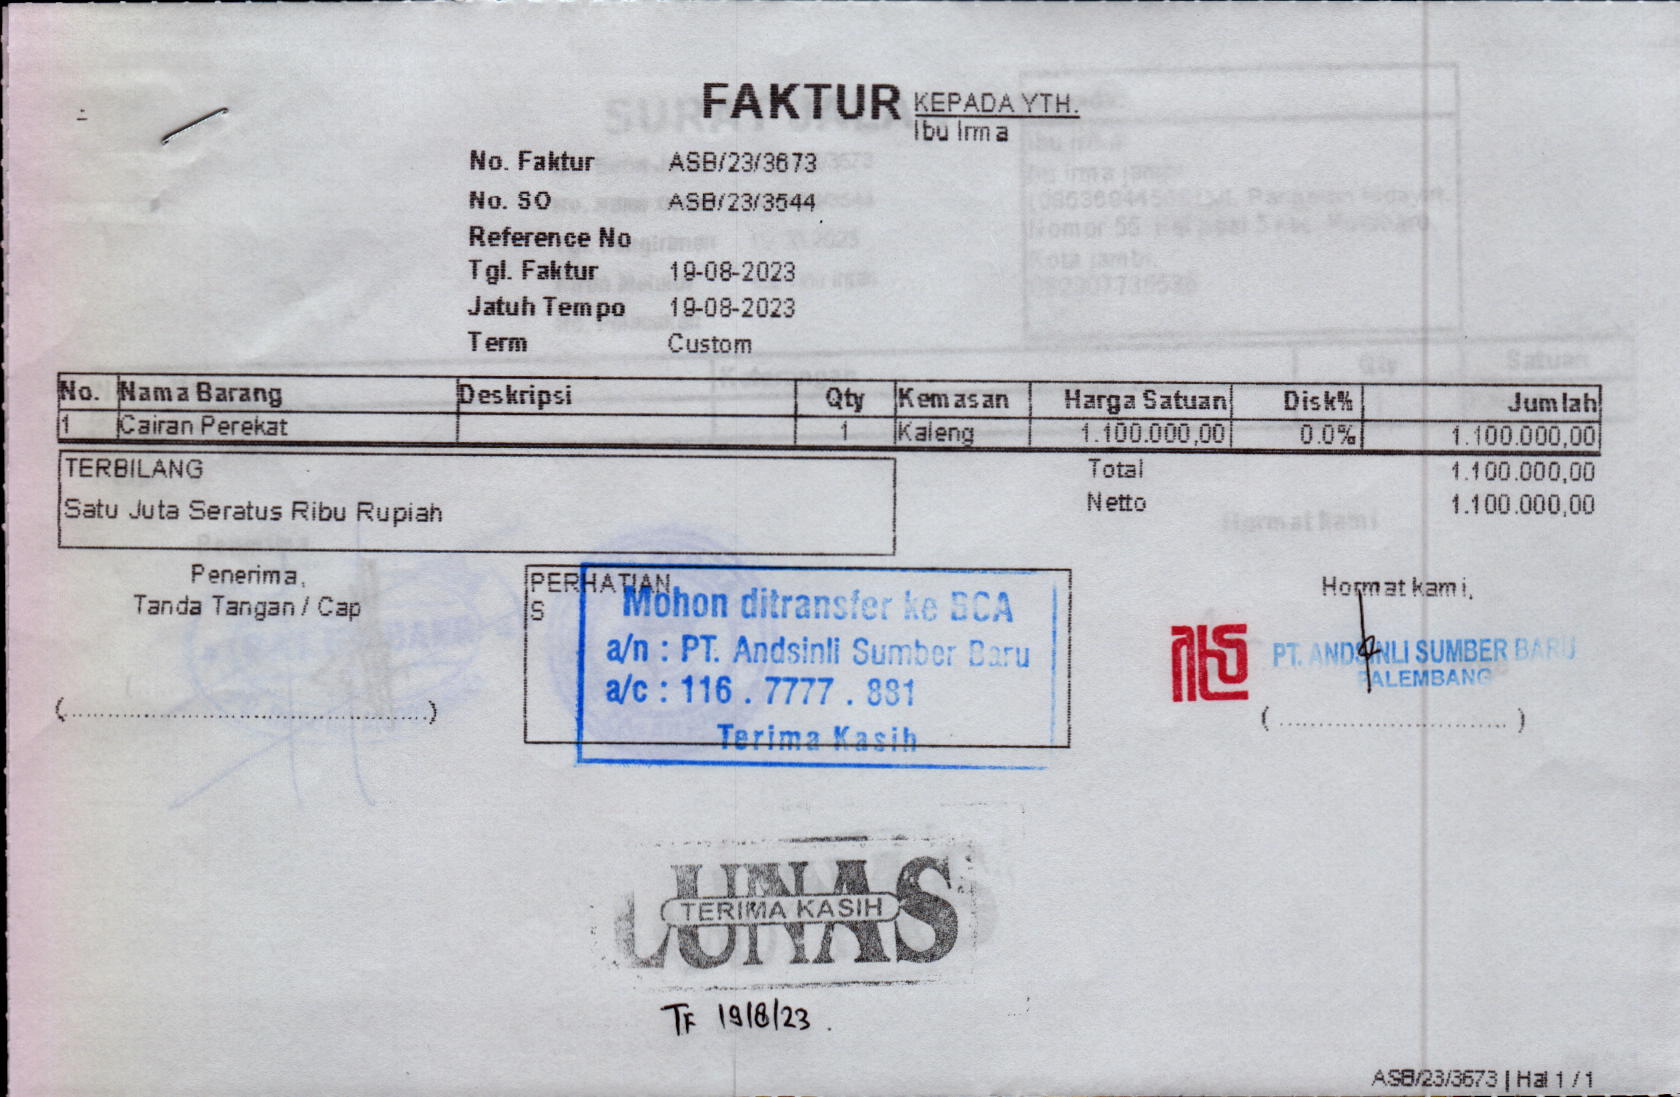 FAKTUR
KEPADA YTH.
Ibu Irma
No. Faktur ASB/23/3673
No. SO ASB/23/3544
Reference No
Tgl. Faktur 19-08-2023
Jatuh Tempo 19-08-2023
Term Custom
No. Nama Barang Deskripsi Qty Kemasan Harga Satuan Disk% Jumlah
1 Cairan Perekat 1 Kaleng 1.100.000,00 0.0% 1.100.000,00
TERBILANG
Satu Juta Seratus Ribu Rupiah
Total 1.100.000,00
Netto 1.100.000,00
Penerima,
Tanda Tangan / Cap
(........................................)
PERHATIAN
S
Mohon ditransfer ke BCA
a/n : PT. Andsinli Sumber Baru
a/c : 116 . 7777 . 881
Terima Kasih
Hormat kami,
PT. ANDSINLI SUMBER BARU
PALEMBANG
(..............................)
LUNAS
TERIMA KASIH
TF 19/8/23 .
ASB/23/3673 | Hal 1 / 1